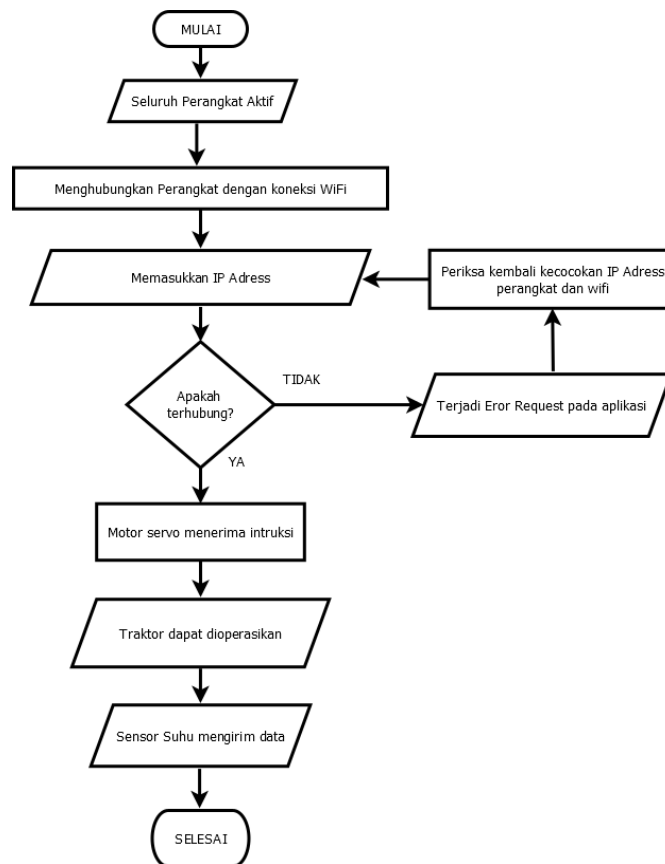 MULAI
Seluruh Perangkat Aktif
Menghubungkan Perangkat dengan koneksi WiFi
Memasukkan IP Adress
Periksa kembali kecocokan IP Adress
perangkat dan wifi
Apakah
terhubung?
TIDAK
Terjadi Eror Request pada aplikasi
YA
Motor servo menerima intruksi
Traktor dapat dioperasikan
Sensor Suhu mengirim data
SELESAI